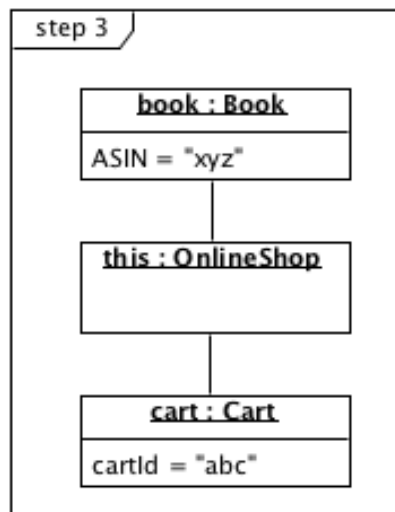 step 3
book : Book
ASIN = "xyz"
this : OnlineShop
cart : Cart
cartId = "abc"